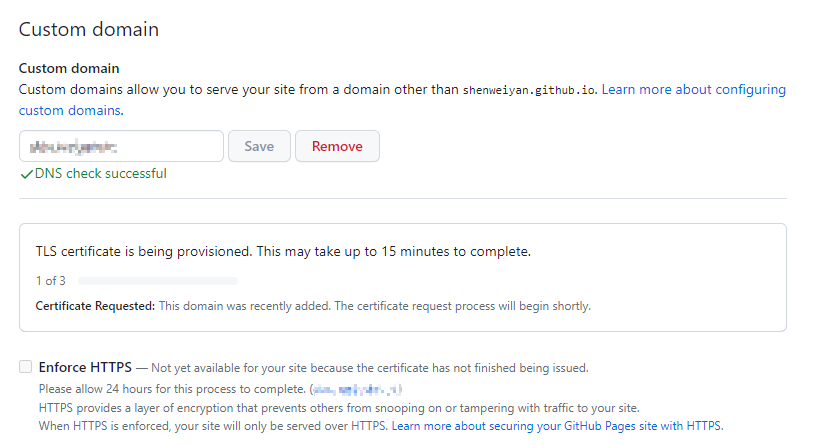 Custom domain
Custom domain
Custom domains allow you to serve your site from a domain other than shenweiyan.github.io. Learn more about configuring
custom domains.
Save Remove
DNS check successful
TLS certificate is being provisioned. This may take up to 15 minutes to complete.
1 of 3
Certificate Requested: This domain was recently added. The certificate request process will begin shortly.
Enforce HTTPS — Not yet available for your site because the certificate has not finished being issued.
Please allow 24 hours for this process to complete. ( )
HTTPS provides a layer of encryption that prevents others from snooping on or tampering with traffic to your site.
When HTTPS is enforced, your site will only be served over HTTPS. Learn more about securing your GitHub Pages site with HTTPS.